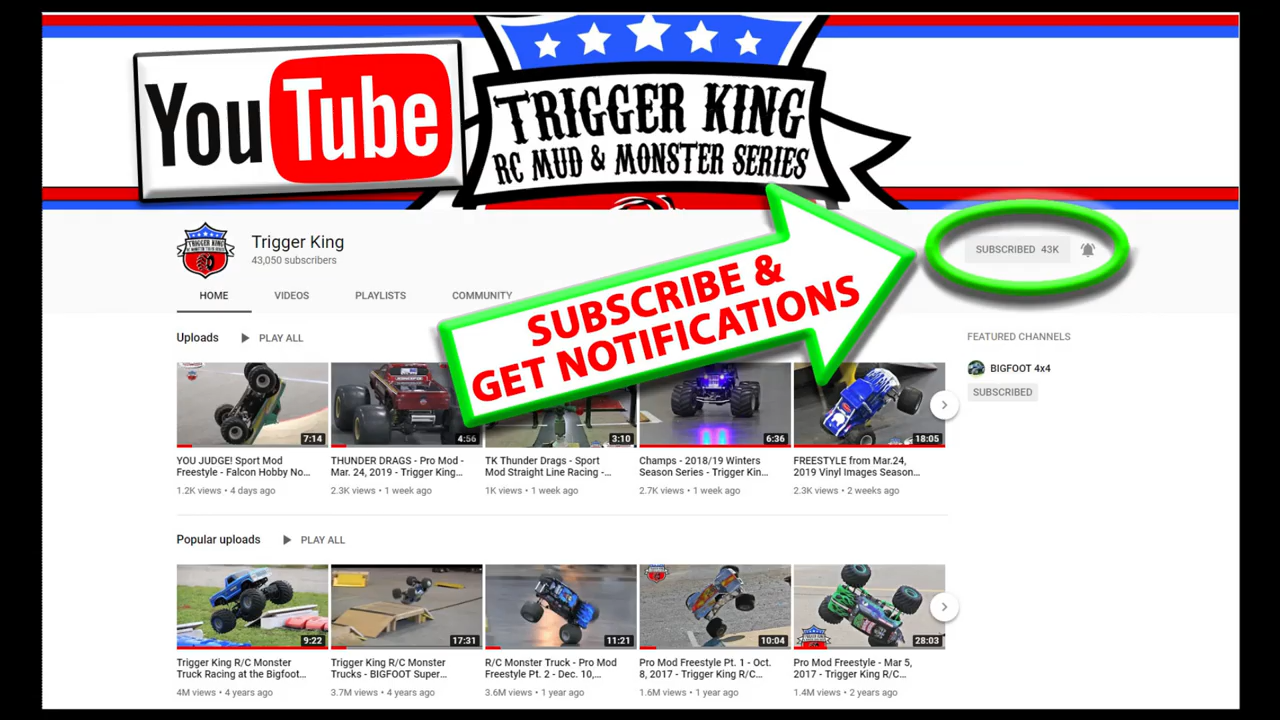 YouTube
TRIGGER KING
RC MUD & MONSTER SERIES
Trigger King
43,050 subscribers
SUBSCRIBED 43K
HOME
VIDEOS
PLAYLISTS
COMMUNITY
SUBSCRIBE &
GET NOTIFICATIONS
Uploads
PLAY ALL
FEATURED CHANNELS
BIGFOOT 4x4
SUBSCRIBED
7:14
4:56
3:10
6:36
18:05
YOU JUDGE! Sport Mod
Freestyle - Falcon Hobby No...
1.2K views • 4 days ago
THUNDER DRAGS - Pro Mod -
Mar. 24, 2019 - Trigger King...
2.3K views • 1 week ago
TK Thunder Drags - Sport
Mod Straight Line Racing -...
1K views • 1 week ago
Champs - 2018/19 Winters
Season Series - Trigger Kin...
2.7K views • 1 week ago
FREESTYLE from Mar.24,
2019 Vinyl Images Season...
2.3K views • 2 weeks ago
Popular uploads
PLAY ALL
9:22
17:31
11:21
10:04
28:03
Trigger King R/C Monster
Truck Racing at the Bigfoot...
4M views • 4 years ago
Trigger King R/C Monster
Trucks - BIGFOOT Super...
3.7M views • 4 years ago
R/C Monster Truck - Pro Mod
Freestyle Pt. 2 - Dec. 10,...
3.6M views • 1 year ago
Pro Mod Freestyle Pt. 1 - Oct.
8, 2017 - Trigger King R/C...
1.6M views • 1 year ago
Pro Mod Freestyle - Mar 5,
2017 - Trigger King R/C...
1.4M views • 2 years ago